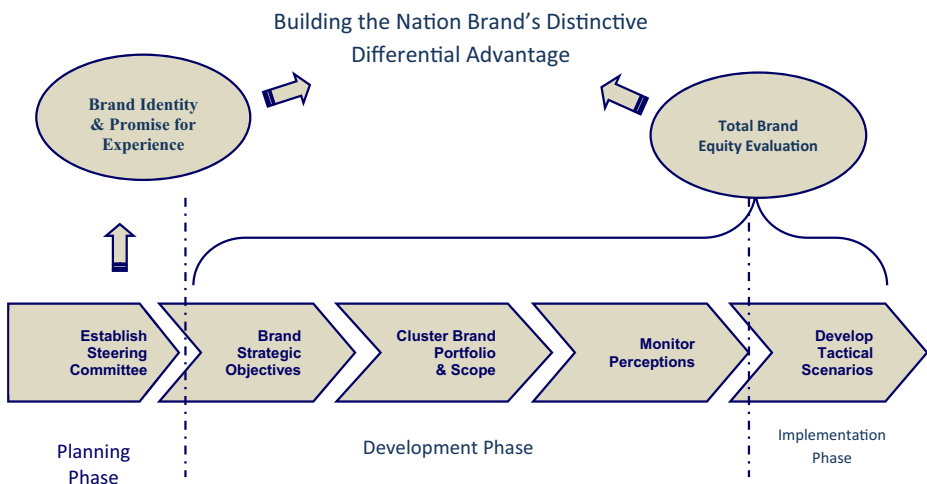 Building the Nation Brand's Distinctive
Differential Advantage
Brand Identity
& Promise for
Experience
Total Brand
Equity Evaluation
Establish
Steering
Committee
Brand
Strategic
Objectives
Cluster Brand
Portfolio
& Scope
Monitor
Perceptions
Develop
Tactical
Scenarios
Planning
Phase
Development Phase
Implementation
Phase